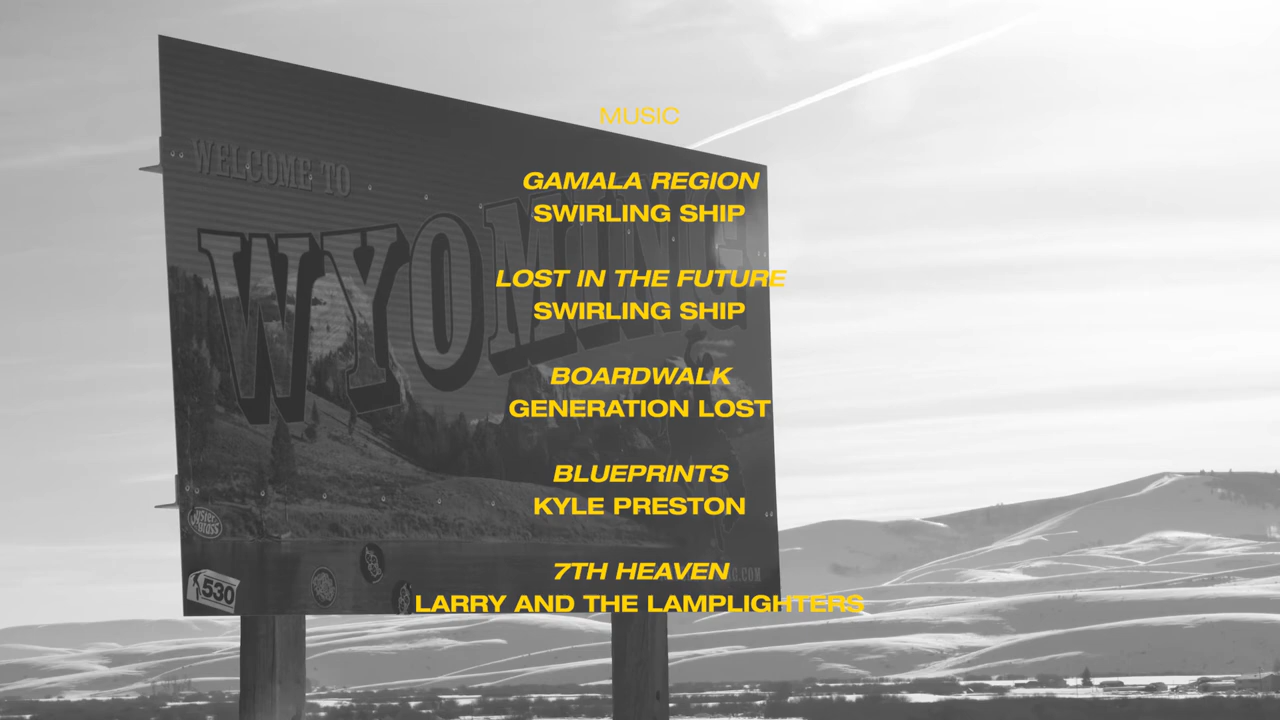 MUSIC
GAMALA REGION
SWIRLING SHIP
LOST IN THE FUTURE
SWIRLING SHIP
BOARDWALK
GENERATION LOST
BLUEPRINTS
KYLE PRESTON
7TH HEAVEN
LARRY AND THE LAMPLIGHTERS
WELCOME TO
WYOMING
530